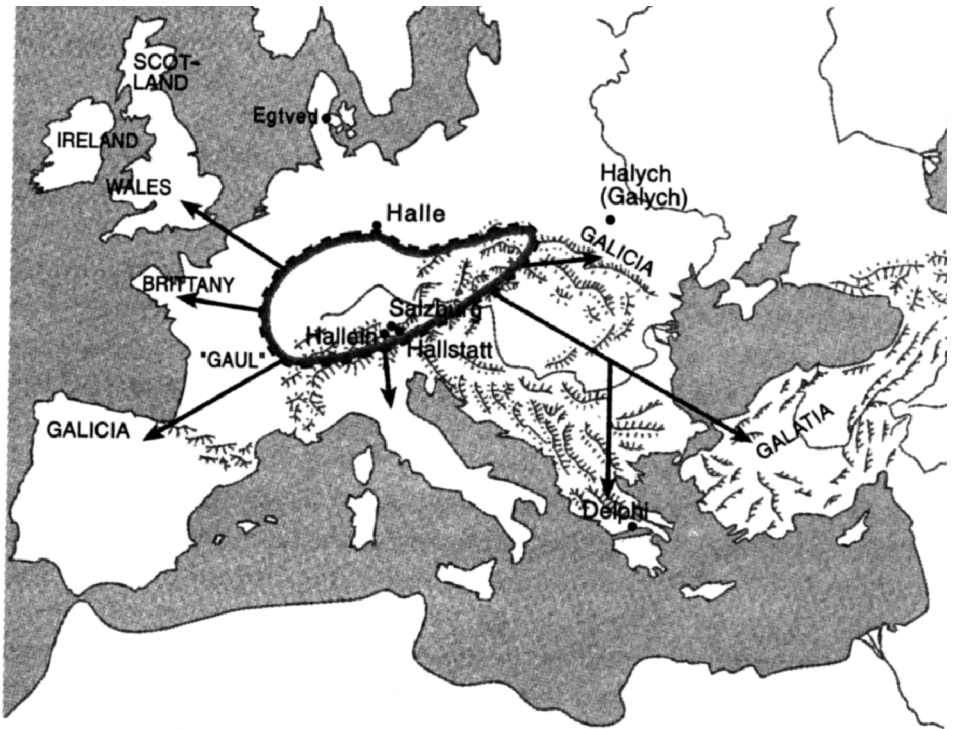 SCOT-
LAND
Egtved
IRELAND
WALES
Halych
(Galych)
Halle
GALICIA
BRITTANY
Salzburg
Hallein
Hallstatt
"GAUL"
GALICIA
GALATIA
Delphi